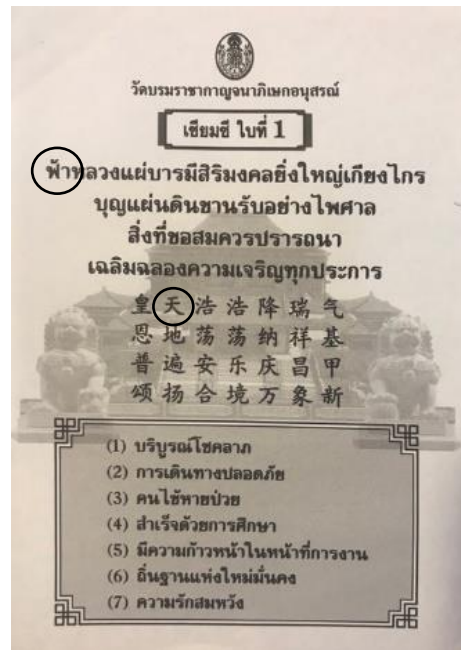 วัดบรมราชากาญจนาภิเษกอนุสรณ์
เซียมซี ใบที่ 1
ฟ้าหลวงแผ่บารมีสิริมงคลยิ่งใหญ่เกียงไกร
บุญแผ่นดินขานรับอย่างไพศาล
สิ่งที่ขอสมควรปรารถนา
เฉลิมฉลองความเจริญทุกประการ
皇天浩浩降瑞气
恩地荡荡纳祥基
普遍安乐庆昌甲
颂扬合境万象新
(1) บริบูรณ์โชคลาภ
(2) การเดินทางปลอดภัย
(3) คนไข้หายป่วย
(4) สำเร็จด้วยการศึกษา
(5) มีความก้าวหน้าในหน้าที่การงาน
(6) ถิ่นฐานแห่งใหม่มั่นคง
(7) ความรักสมหวัง